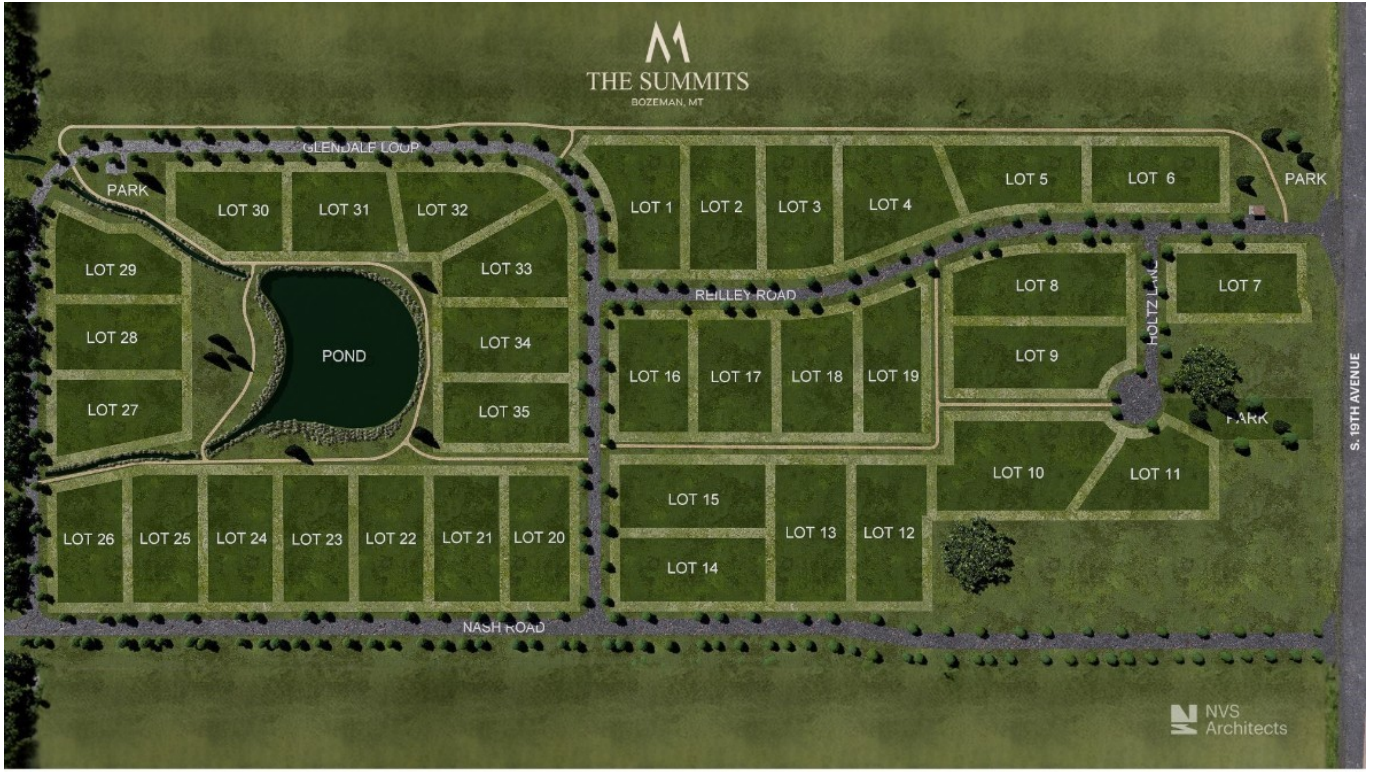 THE SUMMITS
BOZEMAN, MT
GLENDALE LOOP
PARK
LOT 30
LOT 31
LOT 32
LOT 1
LOT 2
LOT 3
LOT 4
LOT 5
LOT 6
PARK
LOT 29
LOT 33
REILLEY ROAD
LOT 8
HOLTZ LANE
LOT 7
LOT 28
POND
LOT 34
LOT 9
LOT 27
LOT 35
LOT 16
LOT 17
LOT 18
LOT 19
PARK
S. 19TH AVENUE
LOT 10
LOT 11
LOT 15
LOT 26
LOT 25
LOT 24
LOT 23
LOT 22
LOT 21
LOT 20
LOT 13
LOT 12
LOT 14
NASH ROAD
NVS
Architects